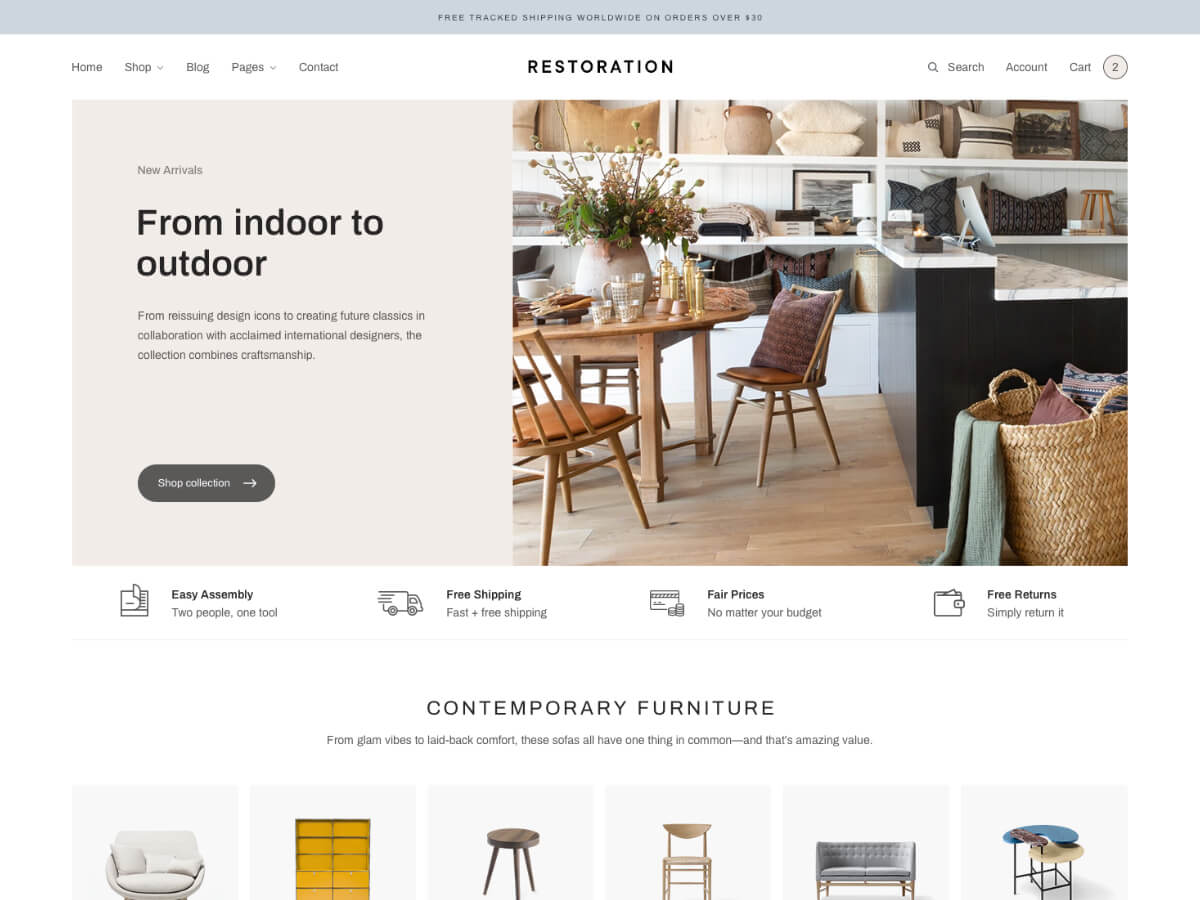 FREE TRACKED SHIPPING WORLDWIDE ON ORDERS OVER $30
Home Shop Blog Pages Contact
RESTORATION
Search Account Cart 2
New Arrivals
From indoor to
outdoor
From reissuing design icons to creating future classics in
collaboration with acclaimed international designers, the
collection combines craftsmanship.
Shop collection
Easy Assembly
Two people, one tool
Free Shipping
Fast + free shipping
Fair Prices
No matter your budget
Free Returns
Simply return it
CONTEMPORARY FURNITURE
From glam vibes to laid-back comfort, these sofas all have one thing in common—and that's amazing value.